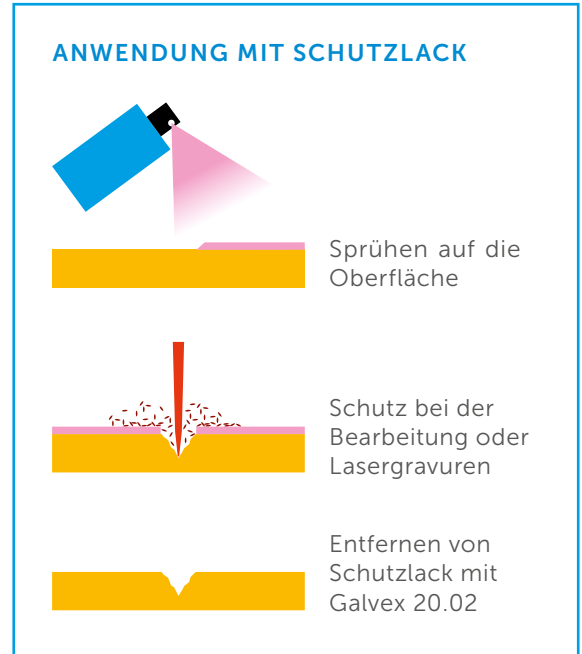 ANWENDUNG MIT SCHUTZLACK
Sprühen auf die
Oberfläche
Schutz bei der
Bearbeitung oder
Lasergravuren
Entfernen von
Schutzlack mit
Galvex 20.02